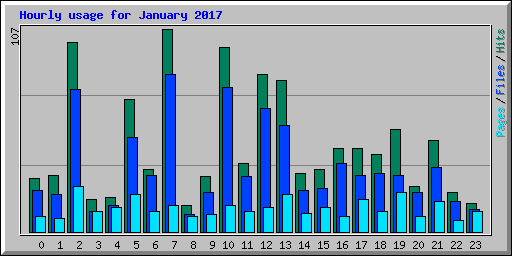 Hourly usage for January 2017
107
Pages/Files/Hits
0 1 2 3 4 5 6 7 8 9 10 11 12 13 14 15 16 17 18 19 20 21 22 23